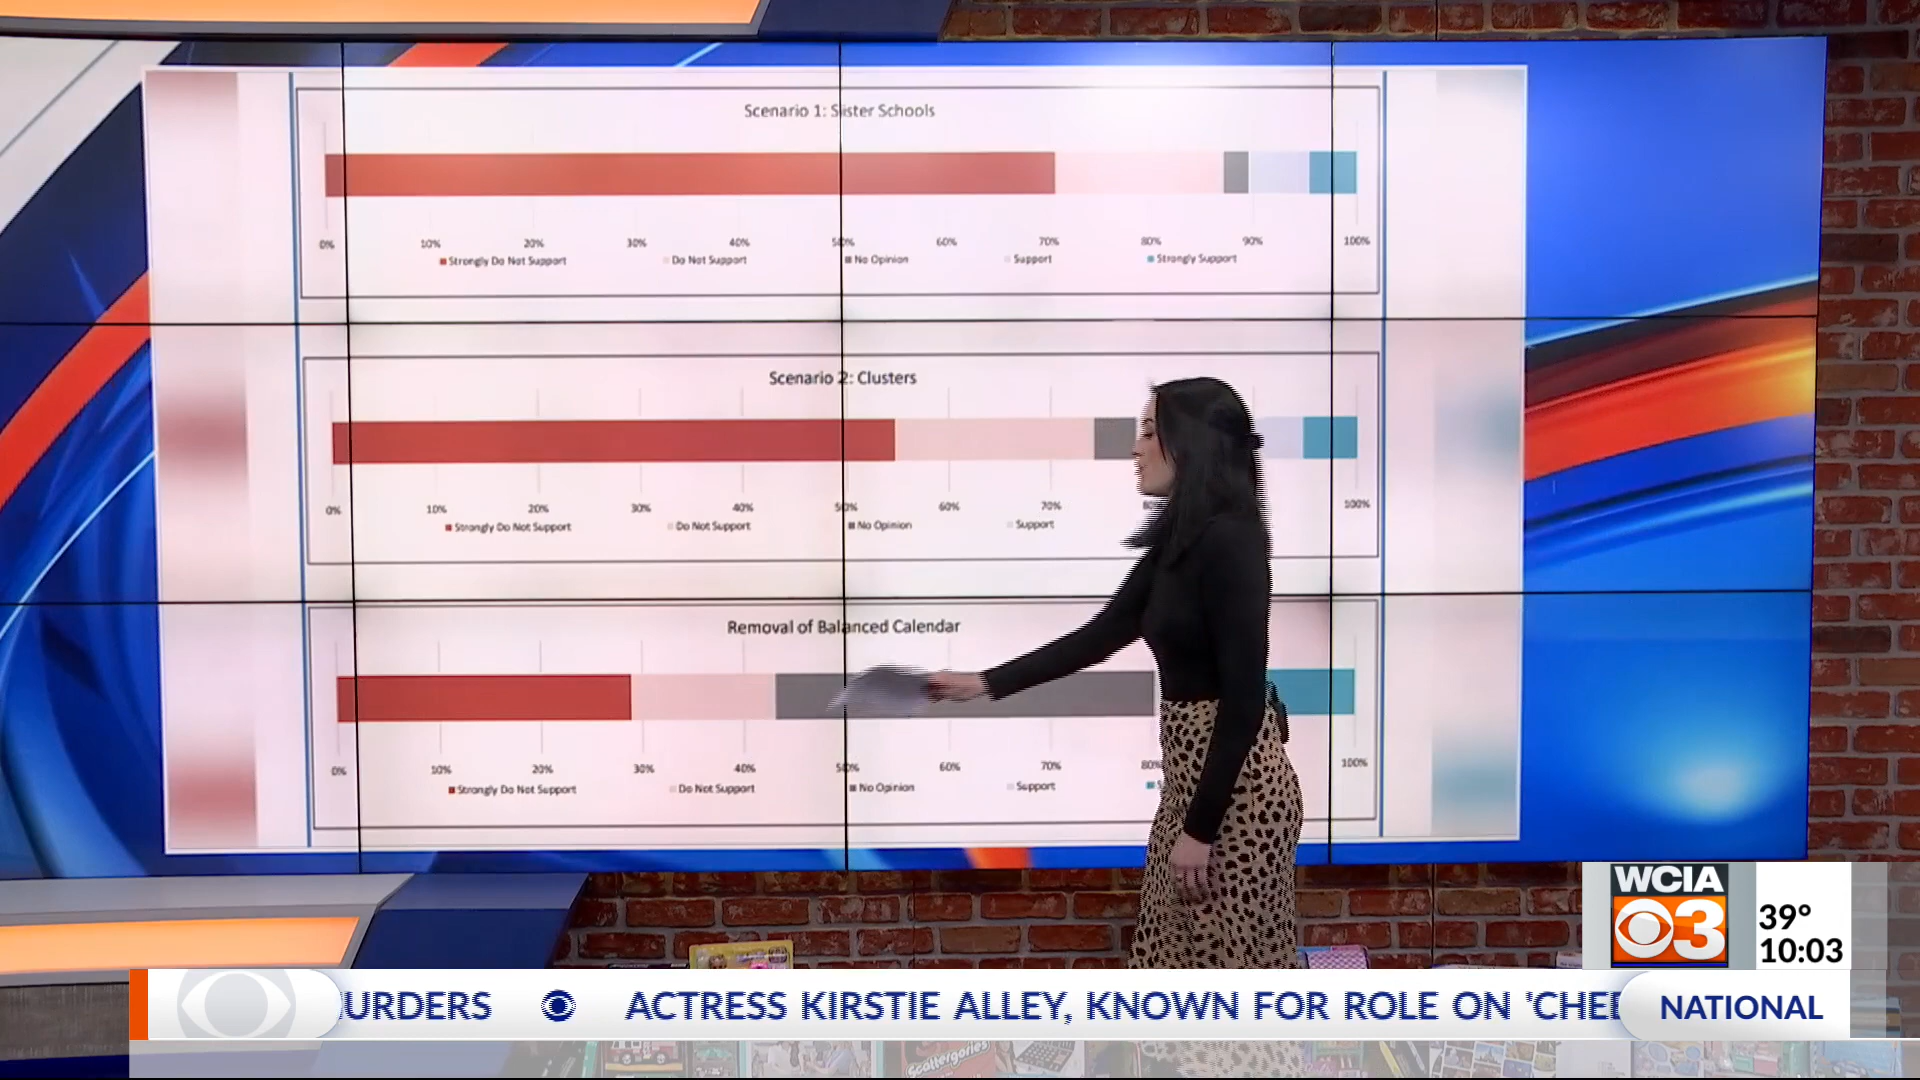 Scenario 1: Sister Schools
0% 10% 20% 30% 40% 50% 60% 70% 80% 90% 100%
Strongly Do Not Support Do Not Support No Opinion Support Strongly Support
Scenario 2: Clusters
0% 10% 20% 30% 40% 50% 60% 70% 100%
Strongly Do Not Support Do Not Support No Opinion Support
Removal of Balanced Calendar
0% 10% 20% 30% 40% 50% 60% 70% 80% 100%
Strongly Do Not Support Do Not Support No Opinion Support
WCIA
3
39°
10:03
URDERS ACTRESS KIRSTIE ALLEY, KNOWN FOR ROLE ON 'CHEE NATIONAL
Scattergories